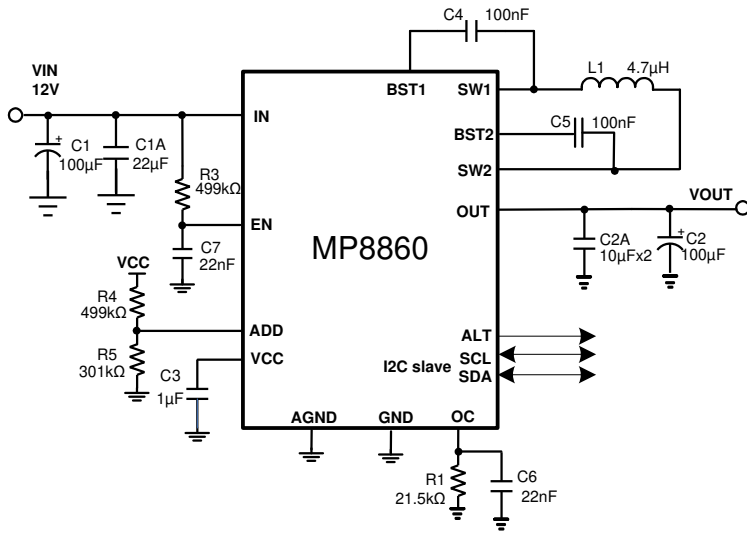 C4
100nF
VIN
12V
BST1
SW1
L1
4.7µH
IN
C5
100nF
BST2
C1
100µF
+
C1A
22µF
R3
499kΩ
SW2
VOUT
OUT
EN
MP8860
C7
22nF
C2A
10µFx2
+
C2
100µF
VCC
R4
499kΩ
ADD
ALT
R5
301kΩ
VCC
I2C slave
SCL
SDA
C3
1µF
AGND
GND
OC
R1
21.5kΩ
C6
22nF